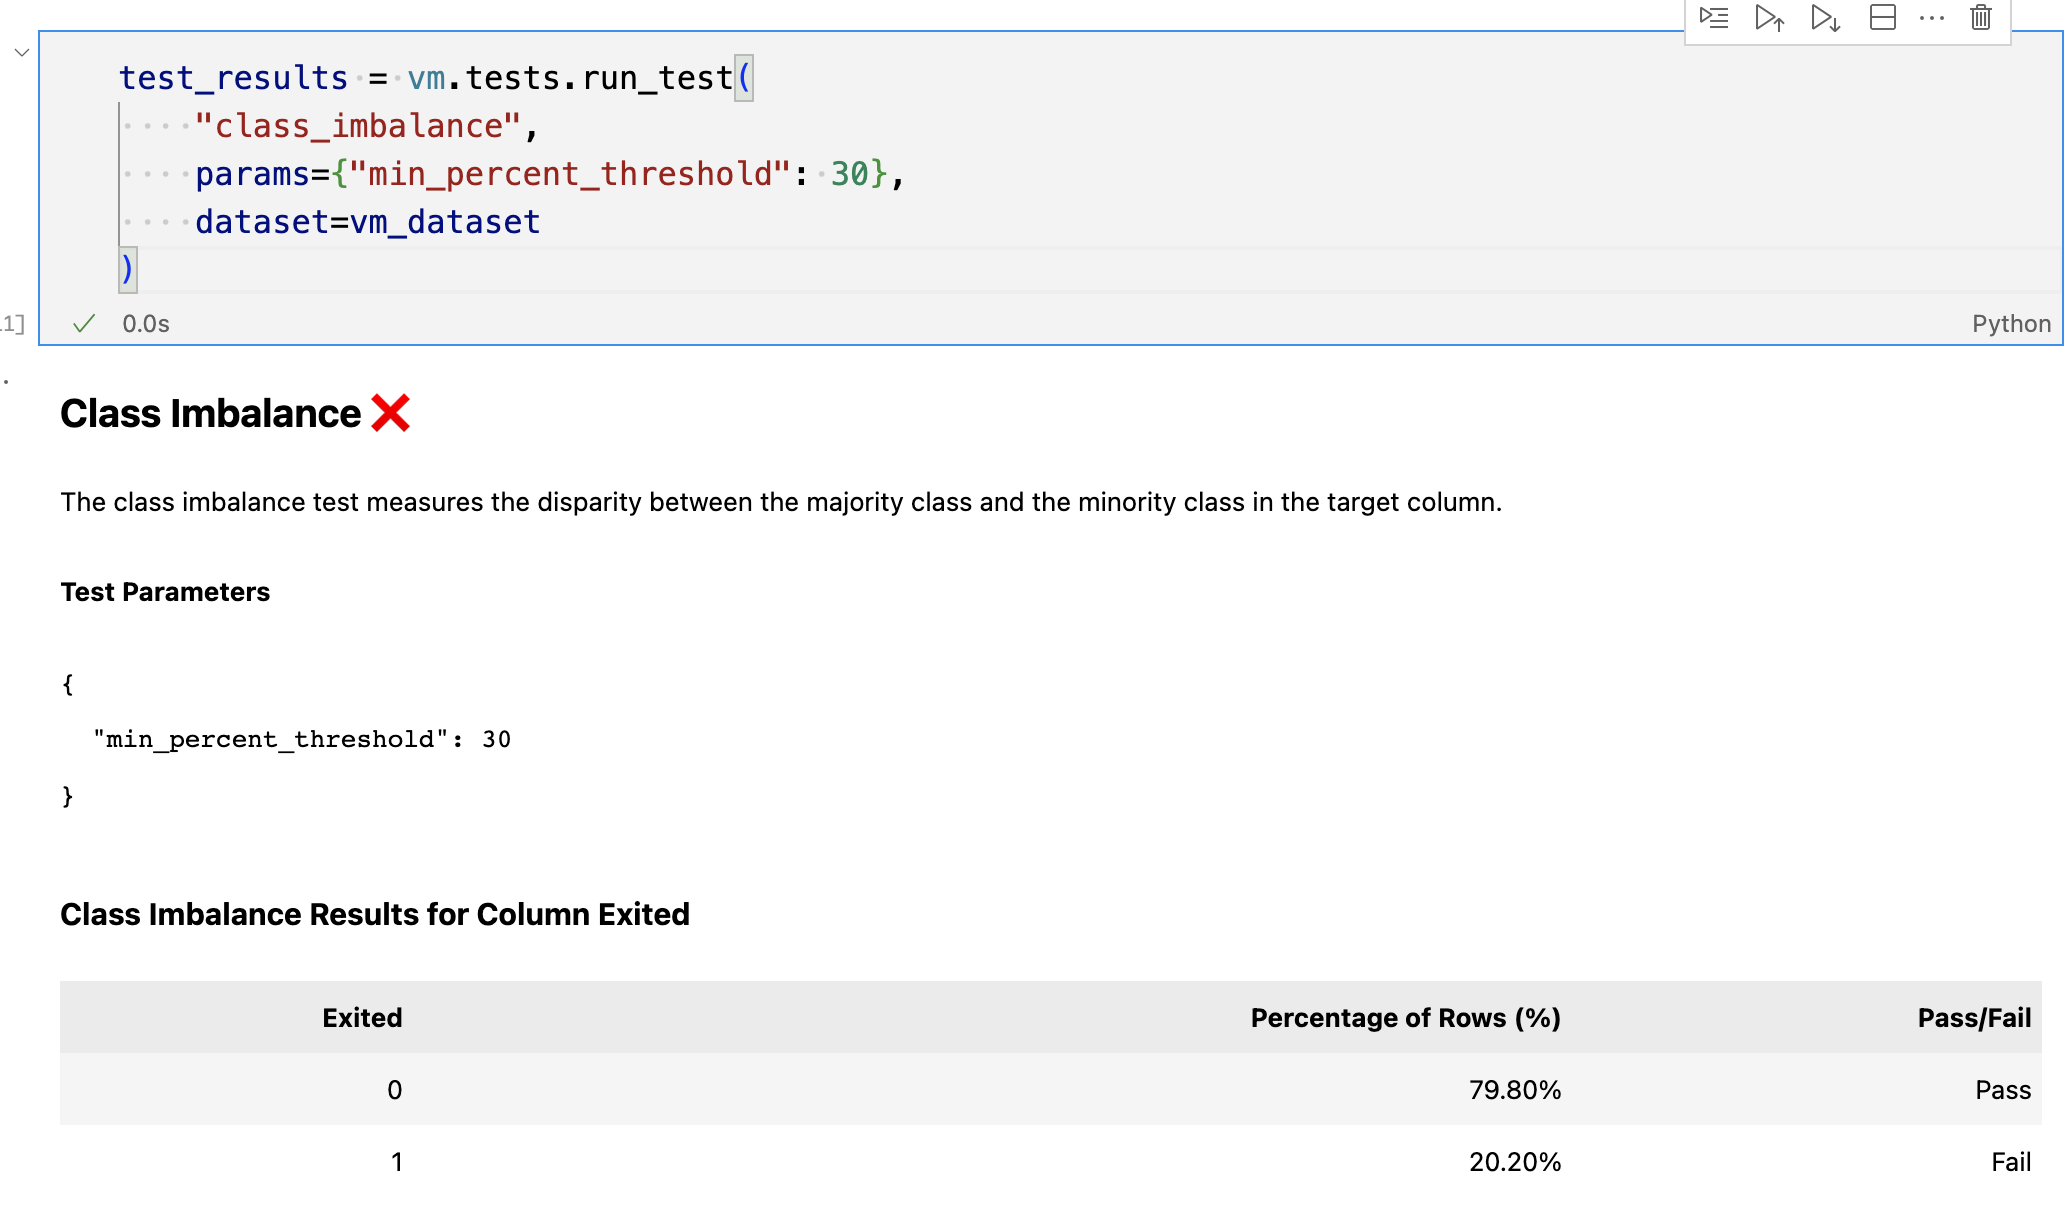 test_results = vm.tests.run_test(
    "class_imbalance",
    params={"min_percent_threshold": 30},
    dataset=vm_dataset
)
1]
0.0s
Python
Class Imbalance ❌
The class imbalance test measures the disparity between the majority class and the minority class in the target column.
Test Parameters
{
  "min_percent_threshold": 30
}
Class Imbalance Results for Column Exited
Exited Percentage of Rows (%) Pass/Fail
0 79.80% Pass
1 20.20% Fail